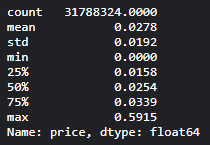 count 31788324.0000
mean 0.0278
std 0.0192
min 0.0000
25% 0.0158
50% 0.0254
75% 0.0339
max 0.5915
Name: price, dtype: float64